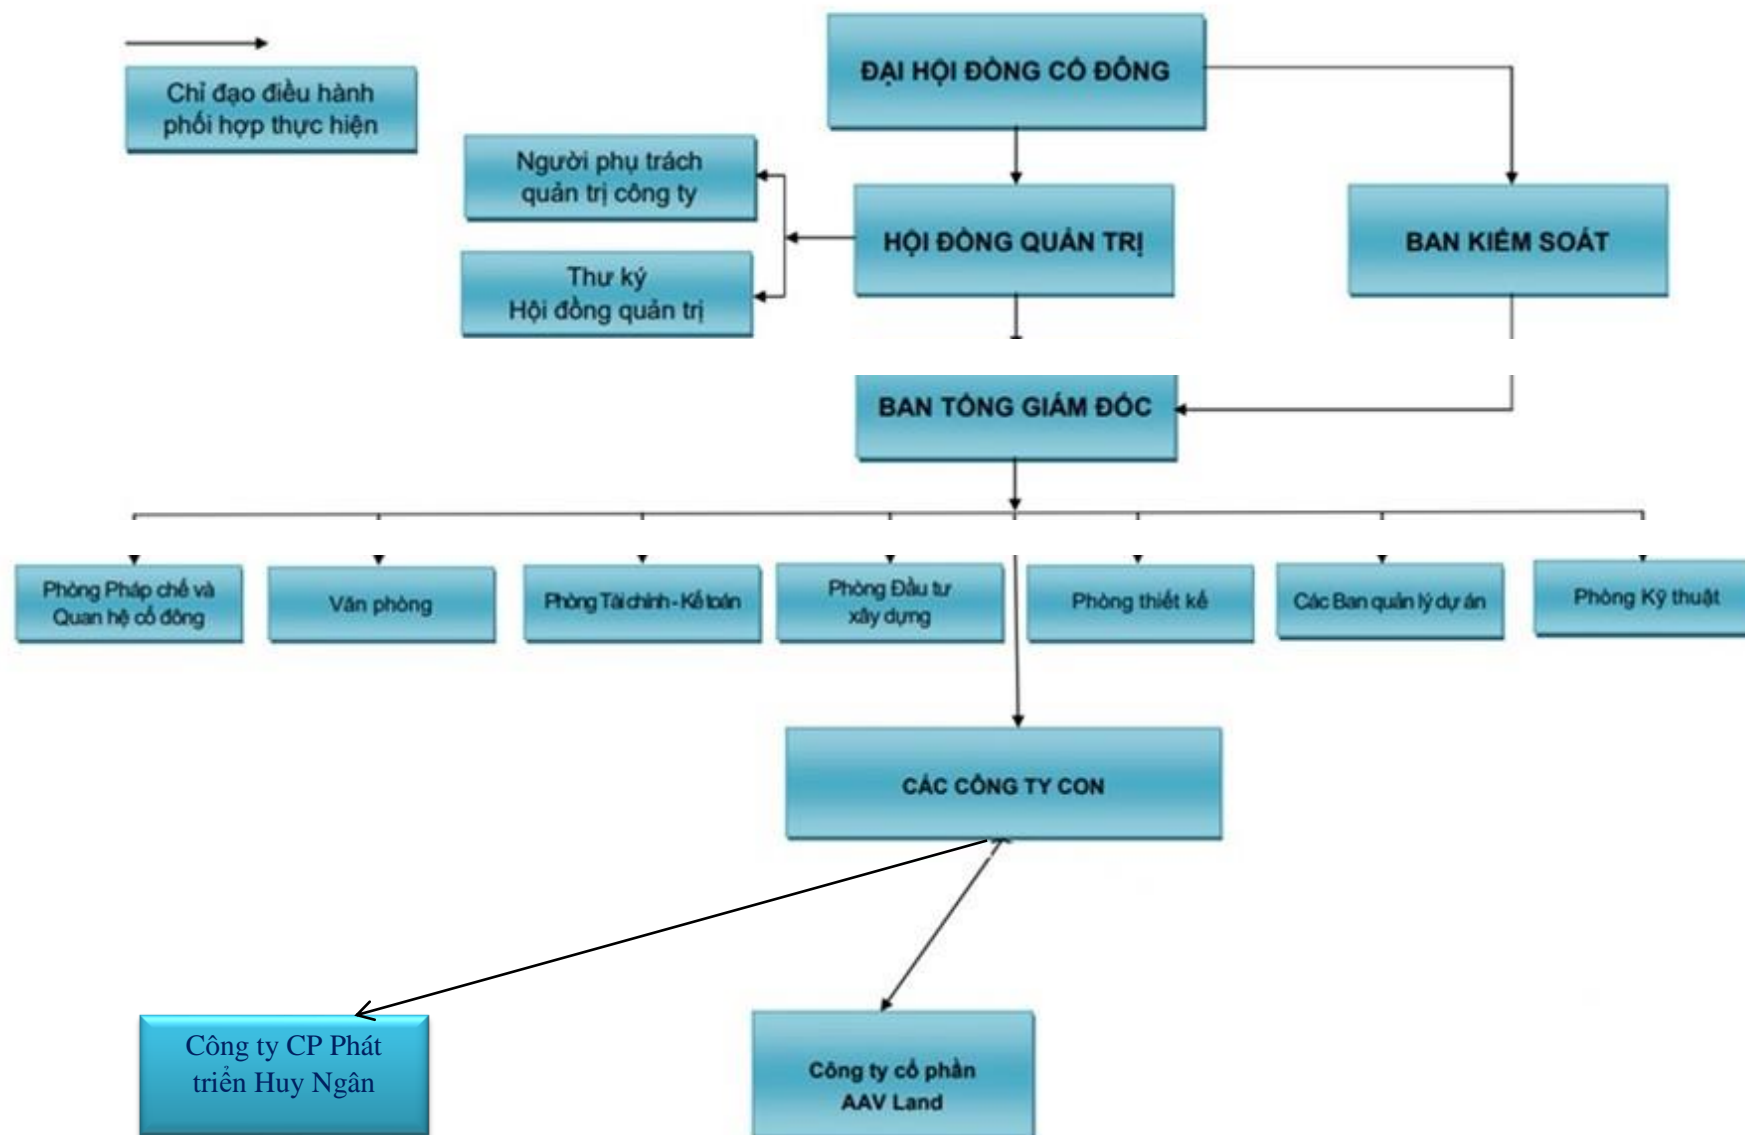 Chỉ đạo điều hành
phối hợp thực hiện
ĐẠI HỘI ĐỒNG CỔ ĐÔNG
Người phụ trách
quản trị công ty
HỘI ĐỒNG QUẢN TRỊ
BAN KIỂM SOÁT
Thư ký
Hội đồng quản trị
BAN TỔNG GIÁM ĐỐC
Phòng Pháp chế và
Quan hệ cổ đông
Văn phòng
Phòng Tài chính - Kế toán
Phòng Đầu tư
xây dựng
Phòng thiết kế
Các Ban quản lý dự án
Phòng Kỹ thuật
CÁC CÔNG TY CON
Công ty CP Phát
triển Huy Ngân
Công ty cổ phần
AAV Land